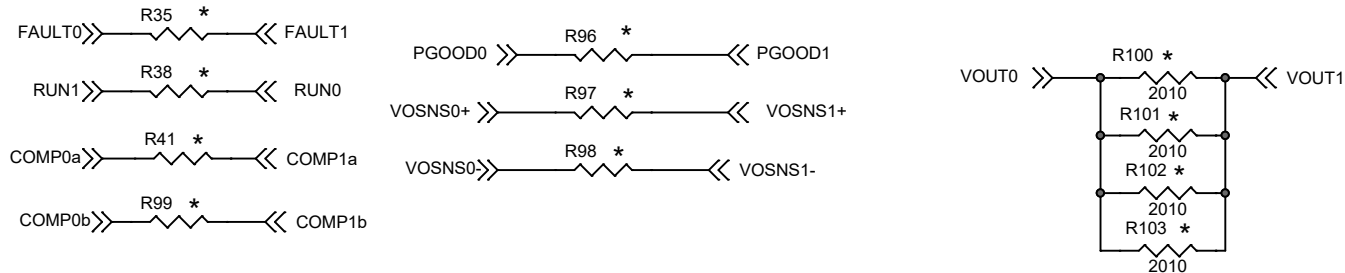 FAULT0 R35 * FAULT1
RUN1 R38 * RUN0
COMP0a R41 * COMP1a
COMP0b R99 * COMP1b
PGOOD0 R96 * PGOOD1
VOSNS0+ R97 * VOSNS1+
VOSNS0- R98 * VOSNS1-
R100 *
VOUT0 VOUT1
2010
R101 *
2010
R102 *
2010
R103 *
2010